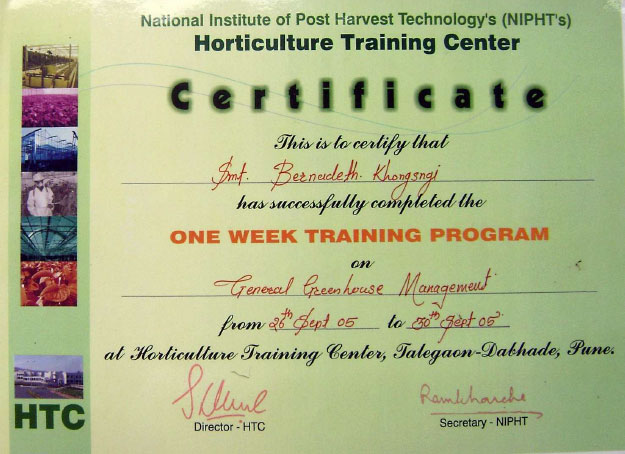 National Institute of Post Harvest Technology's (NIPHT's)
Horticulture Training Center
Certificate
This is to certify that
Smt. Bernadeth. Khongsngi
has successfully completed the
ONE WEEK TRAINING PROGRAM
on
General Greenhouse Management
from 26th Sept 05 to 30th Sept 05
at Horticulture Training Center, Talegaon-Dabhade, Pune.
Director - HTC
Secretary - NIPHT
HTC